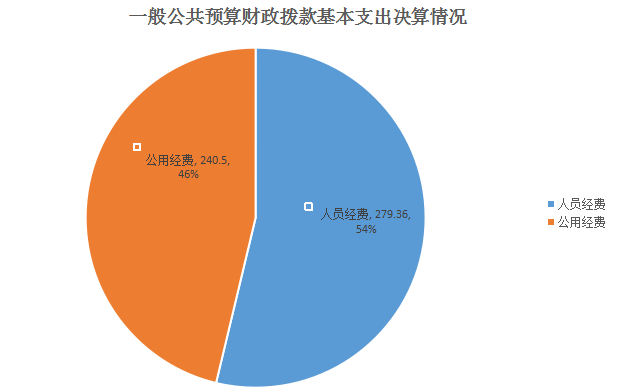 一般公共预算财政拨款基本支出决算情况
公用经费, 240.5,
46%
人员经费, 279.36,
54%
人员经费
公用经费